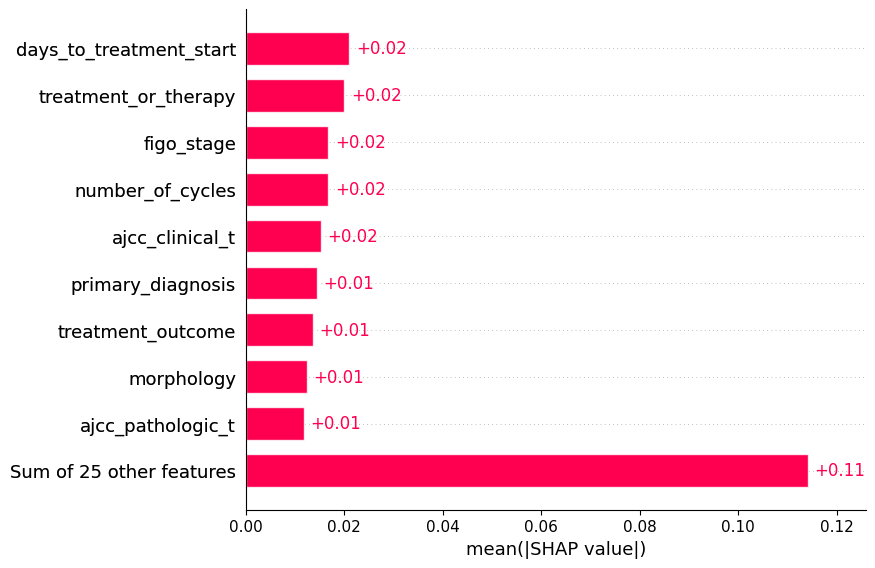 days_to_treatment_start +0.02
treatment_or_therapy +0.02
figo_stage +0.02
number_of_cycles +0.02
ajcc_clinical_t +0.02
primary_diagnosis +0.01
treatment_outcome +0.01
morphology +0.01
ajcc_pathologic_t +0.01
Sum of 25 other features +0.11
0.00 0.02 0.04 0.06 0.08 0.10 0.12
mean(|SHAP value|)